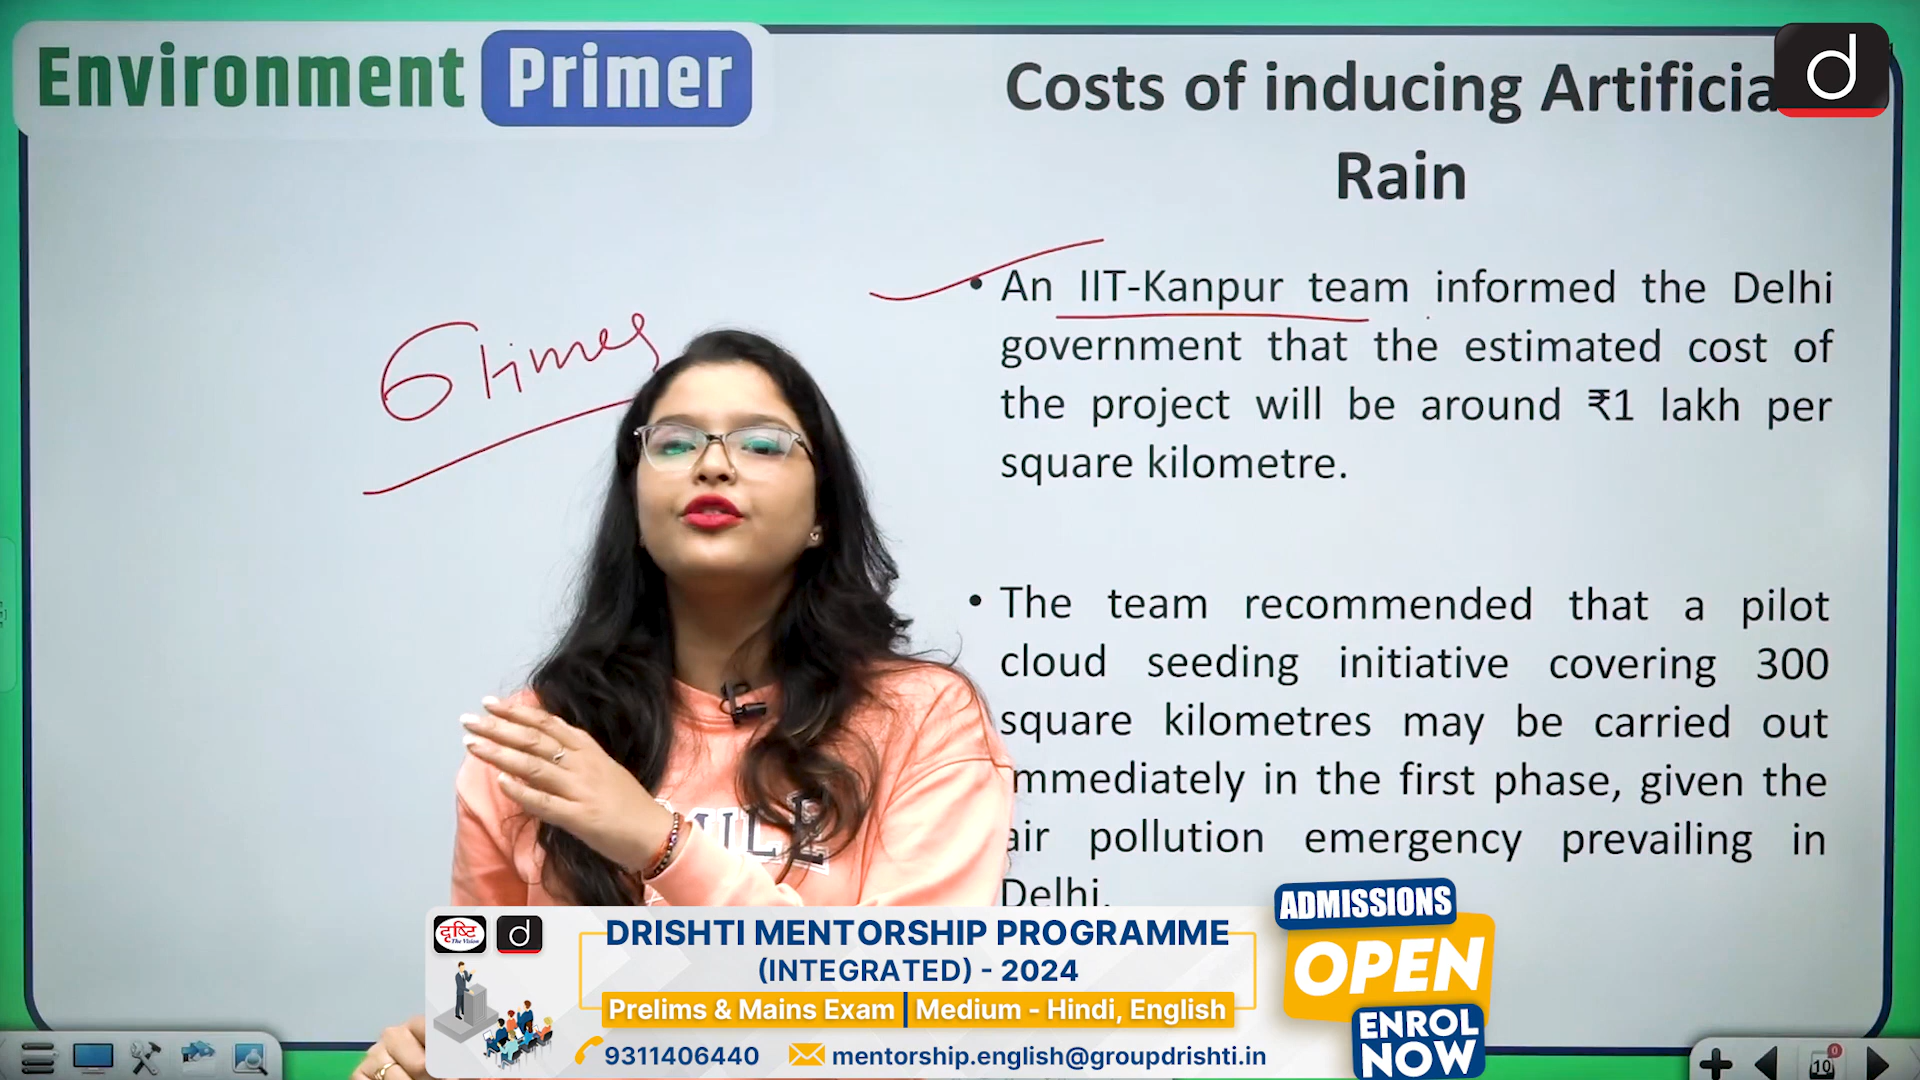 Environment Primer
Costs of inducing Artificia
Rain
6 times
• An IIT-Kanpur team informed the Delhi
government that the estimated cost of
the project will be around ₹1 lakh per
square kilometre.
• The team recommended that a pilot
cloud seeding initiative covering 300
square kilometres may be carried out
mmediately in the first phase, given the
air pollution emergency prevailing in
Delhi.
दृष्टि
The Vision
d
DRISHTI MENTORSHIP PROGRAMME
(INTEGRATED) - 2024
Prelims & Mains Exam | Medium - Hindi, English
9311406440 mentorship.english@groupdrishti.in
ADMISSIONS
OPEN
ENROL
NOW
10
0